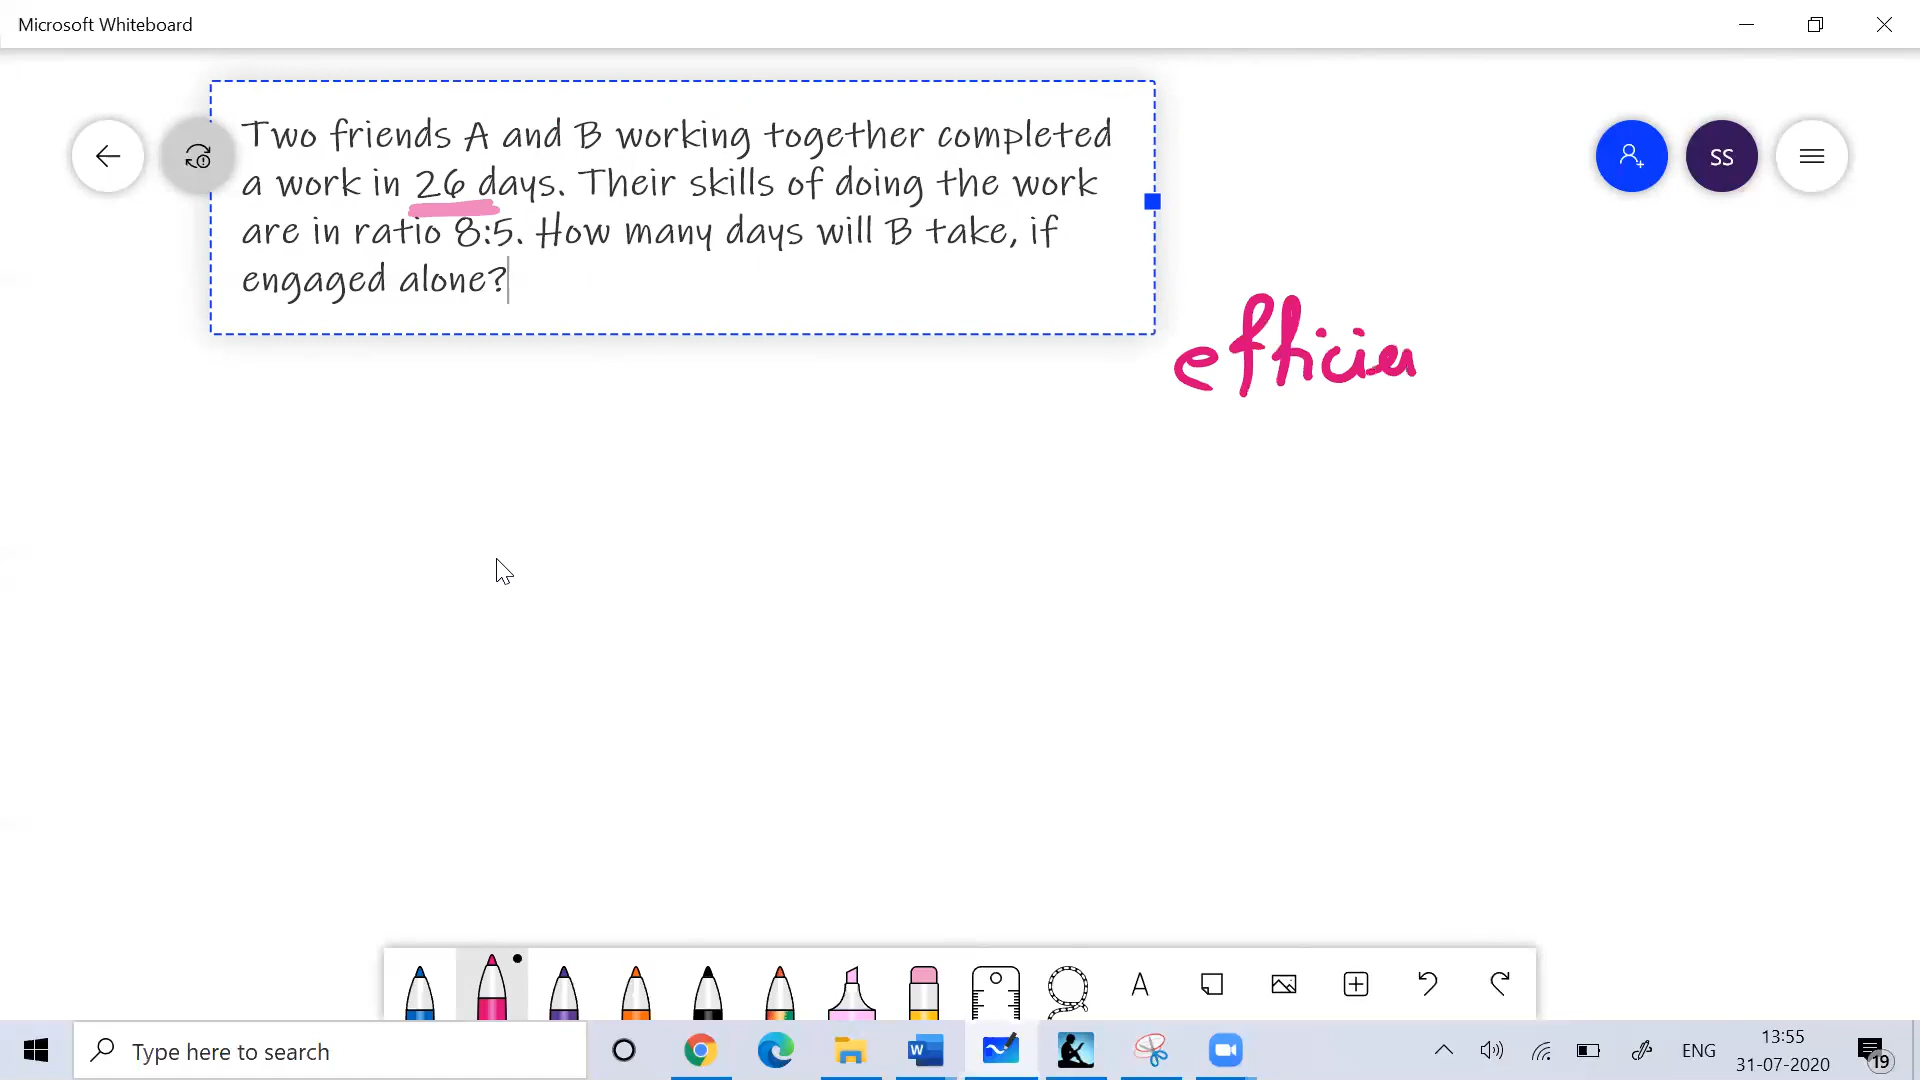 Microsoft Whiteboard
Two friends A and B working together completed
a work in 26 days. Their skills of doing the work
are in ratio 8:5. How many days will B take, if
engaged alone?
SS
efficien
Type here to search
ENG
13:55
31-07-2020
19